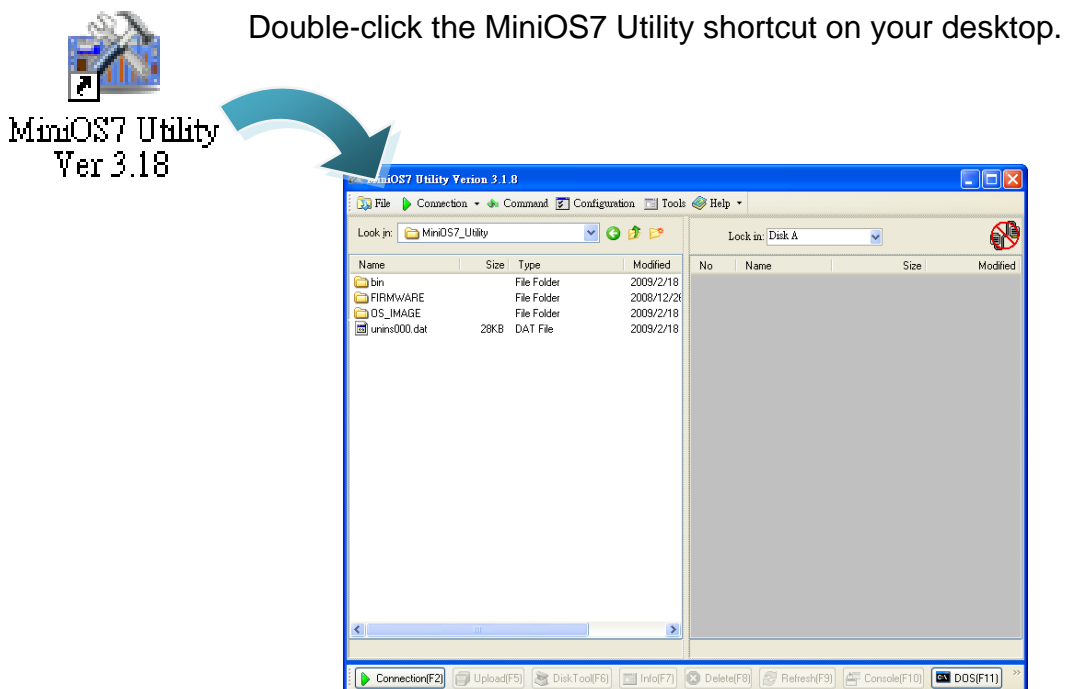 Double-click the MiniOS7 Utility shortcut on your desktop.
MiniOS7 Utility
Ver 3.18
MiniOS7 Utility Verion 3.1.8
File Connection Command Configuration Tools Help
Look in: MiniOS7_Utility
Lock in: Disk A
Name Size Type Modified
No Name Size Modified
bin File Folder 2009/2/18
FIRMWARE File Folder 2008/12/26
OS_IMAGE File Folder 2009/2/18
unins000.dat 28KB DAT File 2009/2/18
Connection(F2) Upload(F5) DiskTool(F6) Info(F7) Delete(F8) Refresh(F9) Console(F10) DOS(F11)